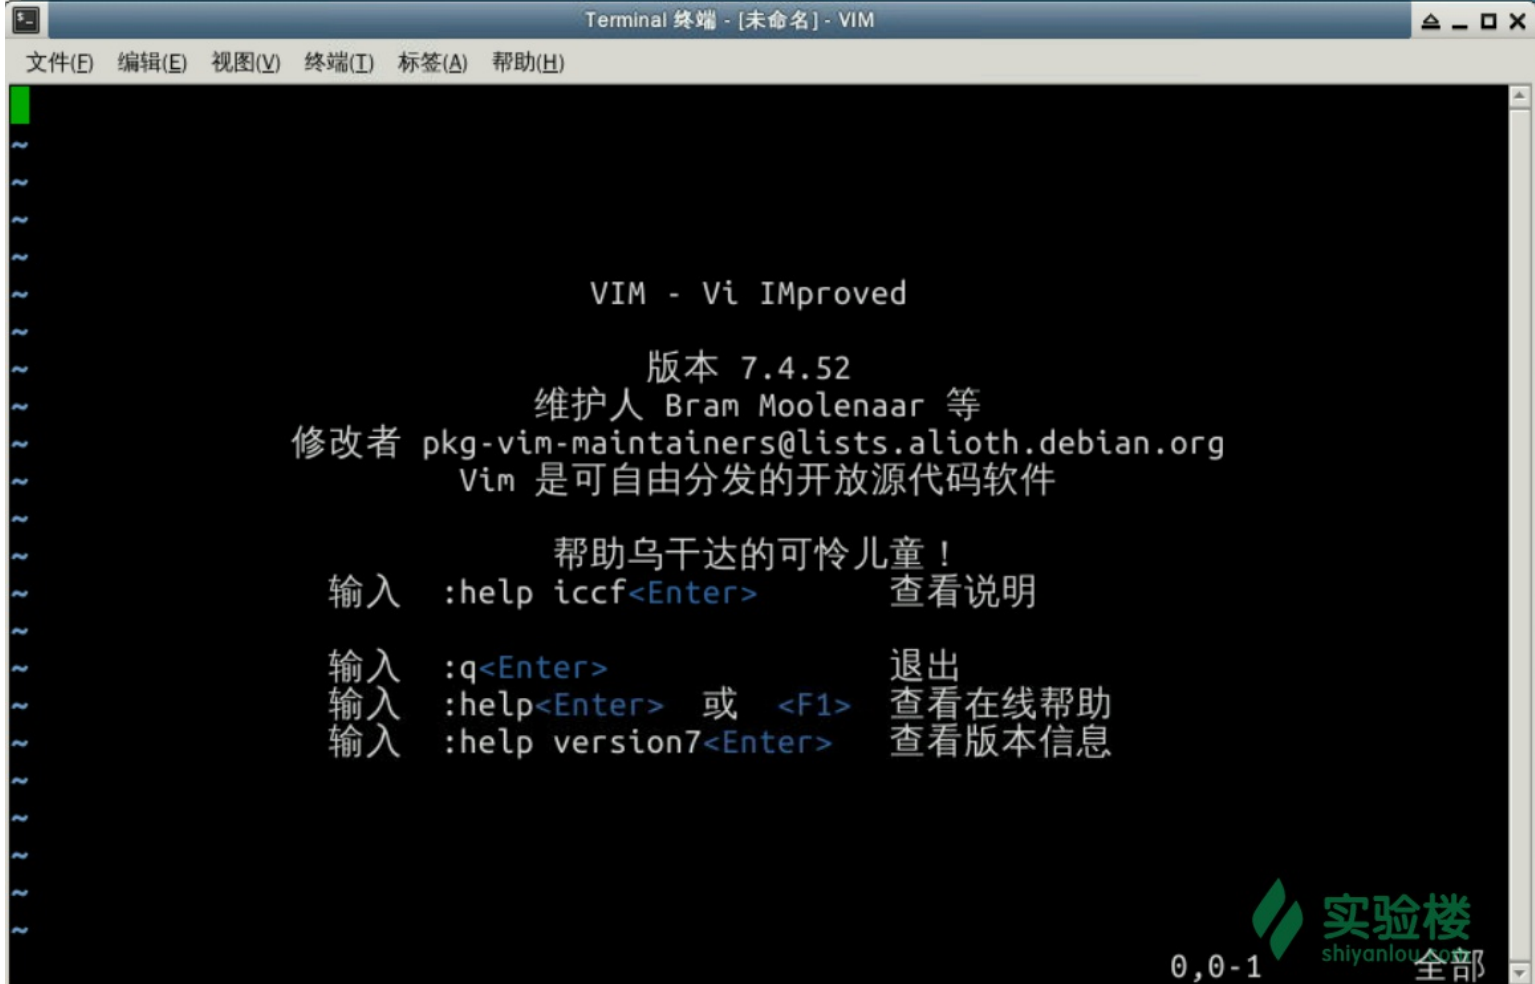 Terminal 终端 - [未命名] - VIM
文件(F) 编辑(E) 视图(V) 终端(T) 标签(A) 帮助(H)
~
~
~
~
~
VIM - Vi IMproved
~
~
版本 7.4.52
~
维护人 Bram Moolenaar 等
~
修改者 pkg-vim-maintainers@lists.alioth.debian.org
~
Vim 是可自由分发的开放源代码软件
~
~
帮助乌干达的可怜儿童！
~
输入 :help iccf<Enter> 查看说明
~
~
输入 :q<Enter> 退出
~
输入 :help<Enter> 或 <F1> 查看在线帮助
~
输入 :help version7<Enter> 查看版本信息
~
~
~
~
~
实验楼
shiyanlou.com
0,0-1 全部